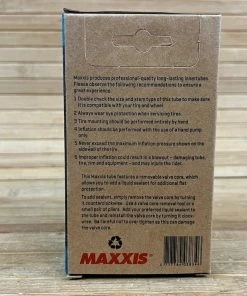 Maxxis produces professional-quality long-lasting innertubes
Please observe the following recommendations to ensure a
great experience.
1 Double check the size and stem type of this tube to make sure
it is compatible with your tire and wheel
2 Always wear eye protection when servicing tires
3 Tire mounting should be performed entirely by hand
4 Inflation should be performed with the use of a hand pump
only
5 Never exceed the maximum inflation pressure shown on the
sidewall of the tire
6 Improper inflation could result in a blowout – damaging tube,
the tire, rim and equipment – and may injure the rider.
This Maxxis tube features a removable valve core, which
allows you to add a liquid sealant for additional flat
protection.
To add sealant, simply remove the valve core by turning
it counterclockwise. Use a valve core removal tool or a
small pair of pliers. Add your preferred liquid sealant to
the tube and reinstall the valve core by turning it clock-
wise. Be careful not to over tighten as this can damage
the valve core.
MAXXIS